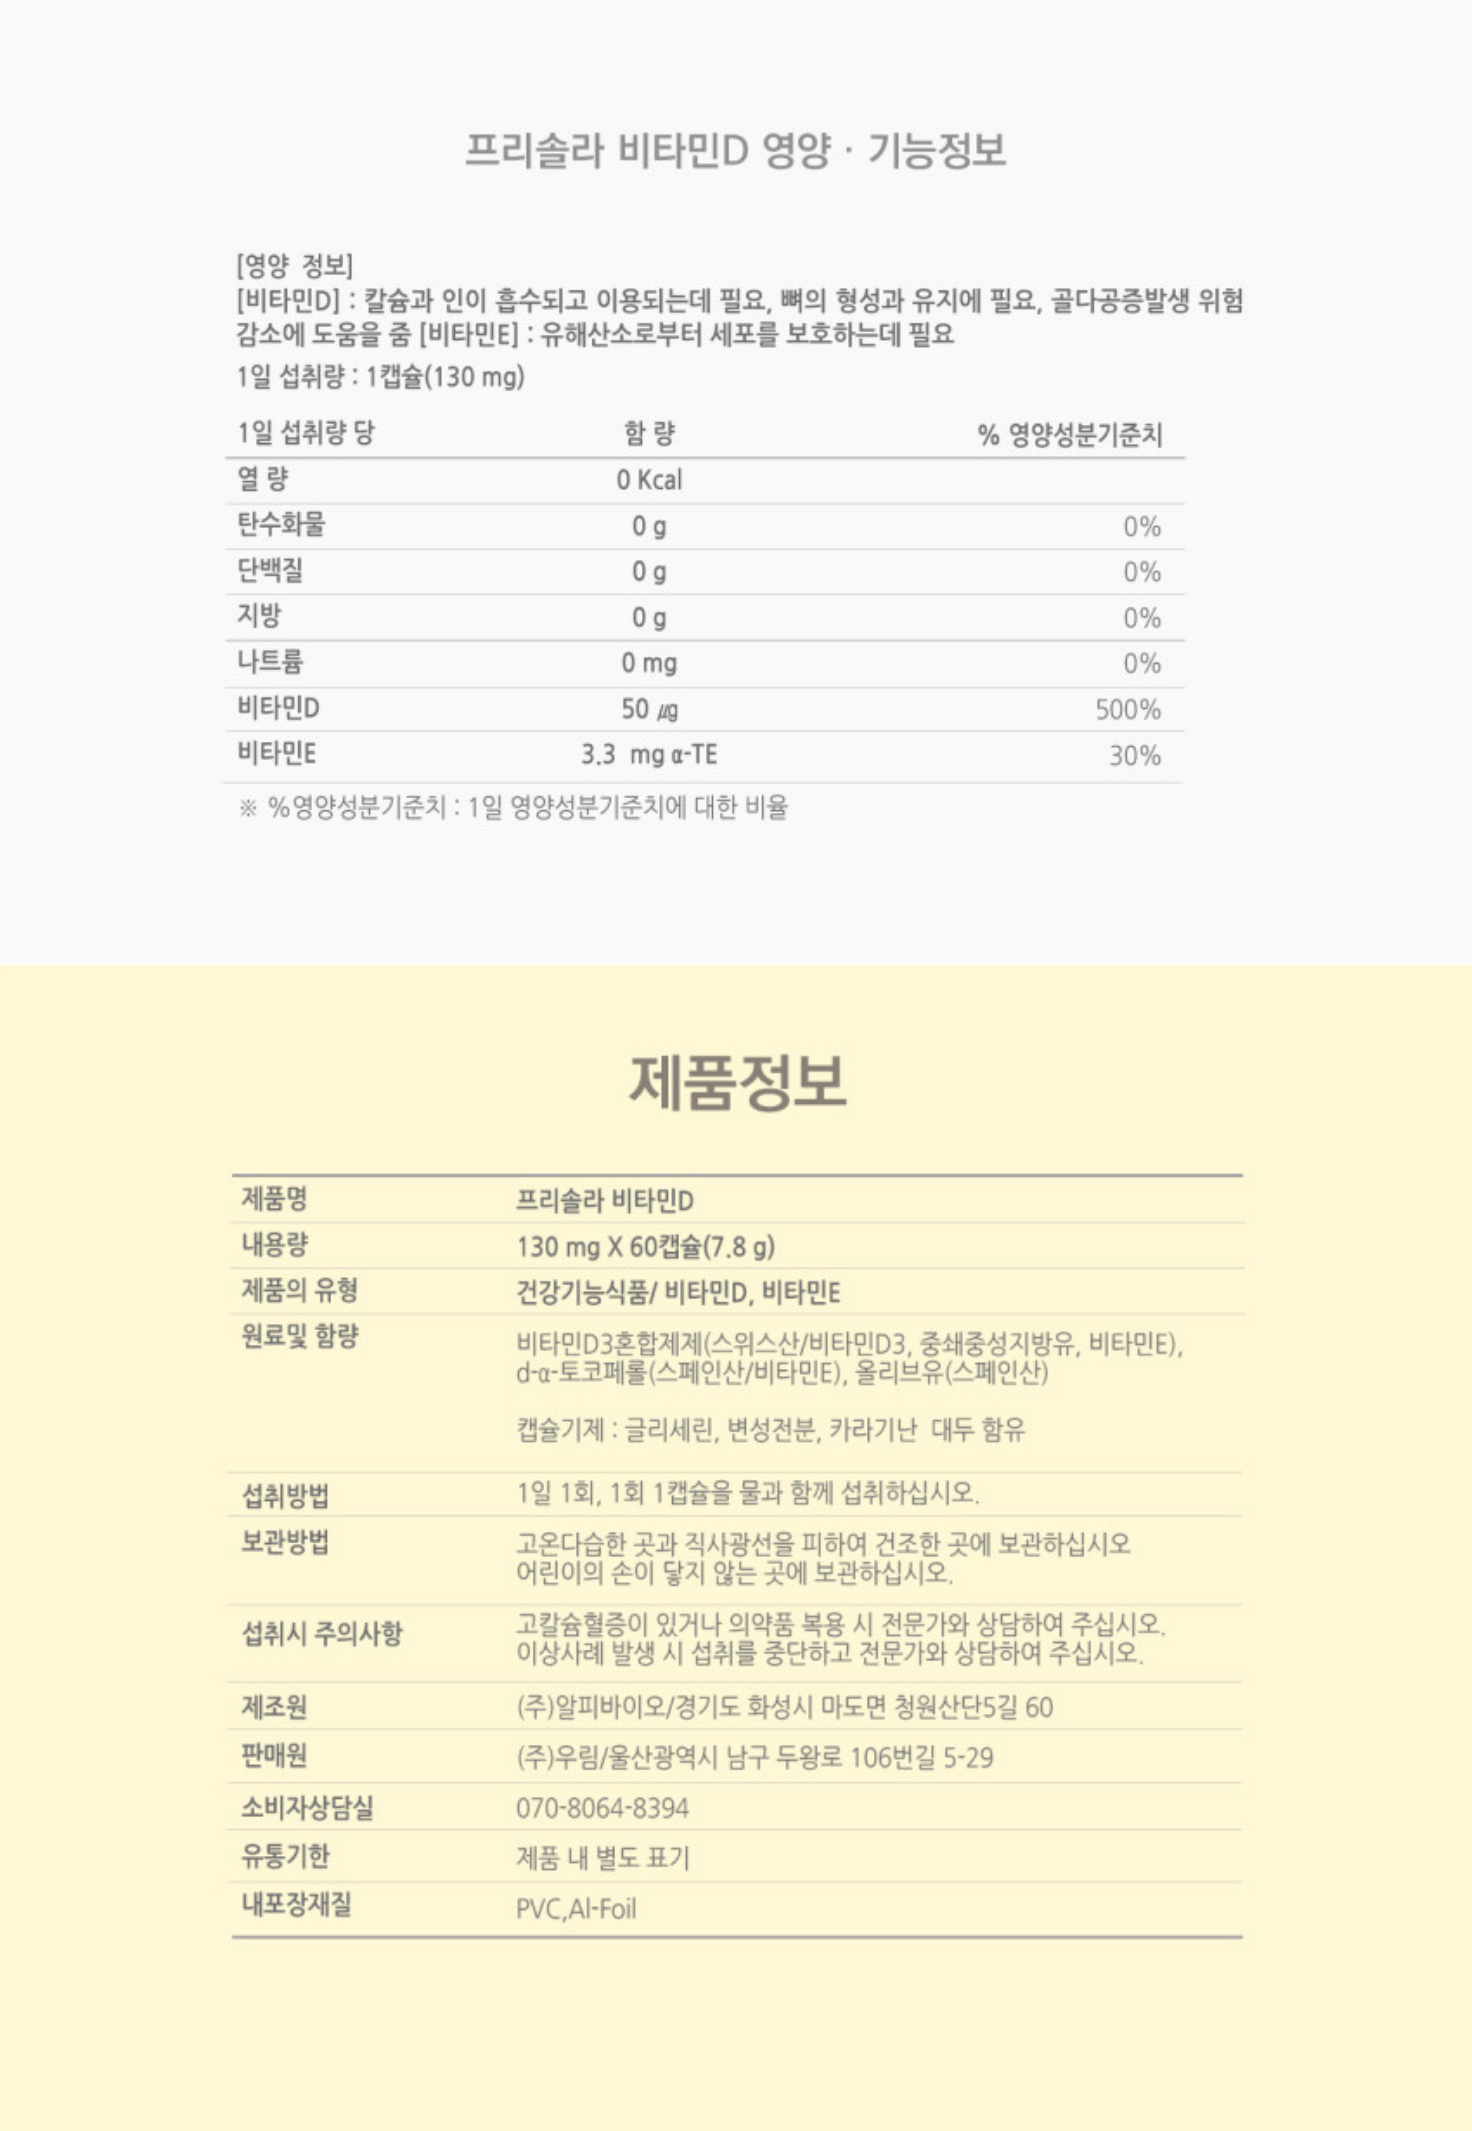 프리솔라 비타민D 영양 · 기능정보
[영양 정보]
[비타민D] : 칼슘과 인이 흡수되고 이용되는데 필요, 뼈의 형성과 유지에 필요, 골다공증발생 위험
감소에 도움을 줌 [비타민E] : 유해산소로부터 세포를 보호하는데 필요
1일 섭취량 : 1캡슐(130 mg)
1일 섭취량 당 함 량 % 영양성분기준치
열 량 0 Kcal
탄수화물 0 g 0%
단백질 0 g 0%
지방 0 g 0%
나트륨 0 mg 0%
비타민D 50 ㎍ 500%
비타민E 3.3 mg α-TE 30%
※ %영양성분기준치 : 1일 영양성분기준치에 대한 비율
제품정보
제품명 프리솔라 비타민D
내용량 130 mg X 60캡슐(7.8 g)
제품의 유형 건강기능식품/ 비타민D, 비타민E
원료및 함량 비타민D3혼합제제(스위스산/비타민D3, 중쇄중성지방유, 비타민E),
d-α-토코페롤(스페인산/비타민E), 올리브유(스페인산)
캡슐기제 : 글리세린, 변성전분, 카라기난 대두 함유
섭취방법 1일 1회, 1회 1캡슐을 물과 함께 섭취하십시오.
보관방법 고온다습한 곳과 직사광선을 피하여 건조한 곳에 보관하십시오
어린이의 손이 닿지 않는 곳에 보관하십시오.
섭취시 주의사항 고칼슘혈증이 있거나 의약품 복용 시 전문가와 상담하여 주십시오.
이상사례 발생 시 섭취를 중단하고 전문가와 상담하여 주십시오.
제조원 (주)알피바이오/경기도 화성시 마도면 청원산단5길 60
판매원 (주)우림/울산광역시 남구 두왕로 106번길 5-29
소비자상담실 070-8064-8394
유통기한 제품 내 별도 표기
내포장재질 PVC,Al-Foil